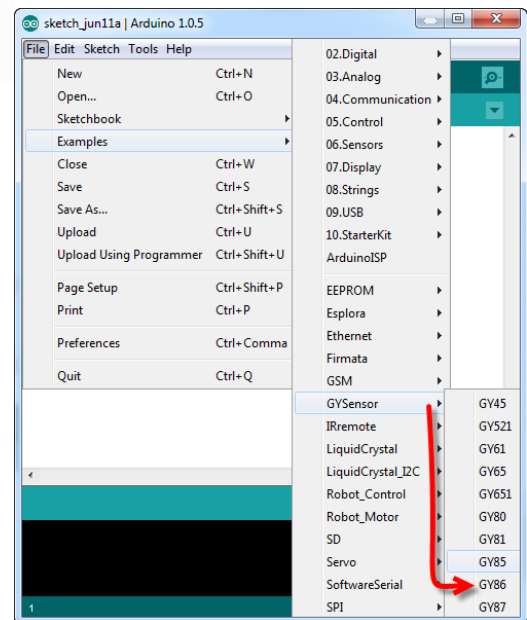 sketch_jun11a | Arduino 1.0.5
File Edit Sketch Tools Help
New Ctrl+N
Open... Ctrl+O
Sketchbook
Examples
Close Ctrl+W
Save Ctrl+S
Save As... Ctrl+Shift+S
Upload Ctrl+U
Upload Using Programmer Ctrl+Shift+U
Page Setup Ctrl+Shift+P
Print Ctrl+P
Preferences Ctrl+Comma
Quit Ctrl+Q
02.Digital
03.Analog
04.Communication
05.Control
06.Sensors
07.Display
08.Strings
09.USB
10.StarterKit
ArduinoISP
EEPROM
Esplora
Ethernet
Firmata
GSM
GYSensor
IRremote
LiquidCrystal
LiquidCrystal_I2C
Robot_Control
Robot_Motor
SD
Servo
SoftwareSerial
SPI
GY45
GY521
GY61
GY65
GY651
GY80
GY81
GY85
GY86
GY87
1